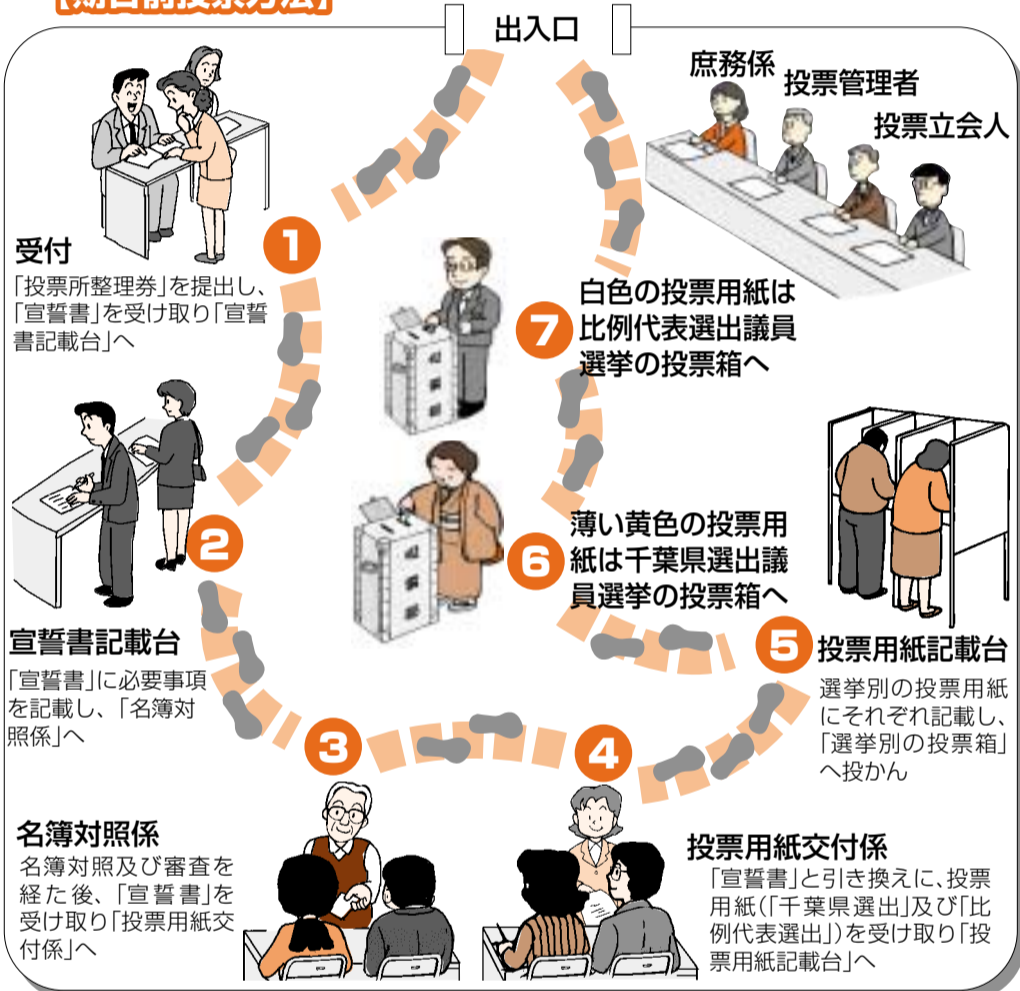 【期日前投票方法】
出入口
庶務係
投票管理者
投票立会人
1
受付
「投票所整理券」を提出し、
「宣誓書」を受け取り「宣誓
書記載台」へ
2
宣誓書記載台
「宣誓書」に必要事項
を記載し、「名簿対
照係」へ
3
名簿対照係
名簿対照及び審査を
経た後、「宣誓書」を
受け取り「投票用紙交
付係」へ
4
投票用紙交付係
「宣誓書」と引き換えに、投票
用紙(「千葉県選出」及び「比
例代表選出」)を受け取り「投
票用紙記載台」へ
5
投票用紙記載台
選挙別の投票用紙
にそれぞれ記載し、
「選挙別の投票箱」
へ投かん
6
薄い黄色の投票用
紙は千葉県選出議
員選挙の投票箱へ
7
白色の投票用紙は
比例代表選出議員
選挙の投票箱へ